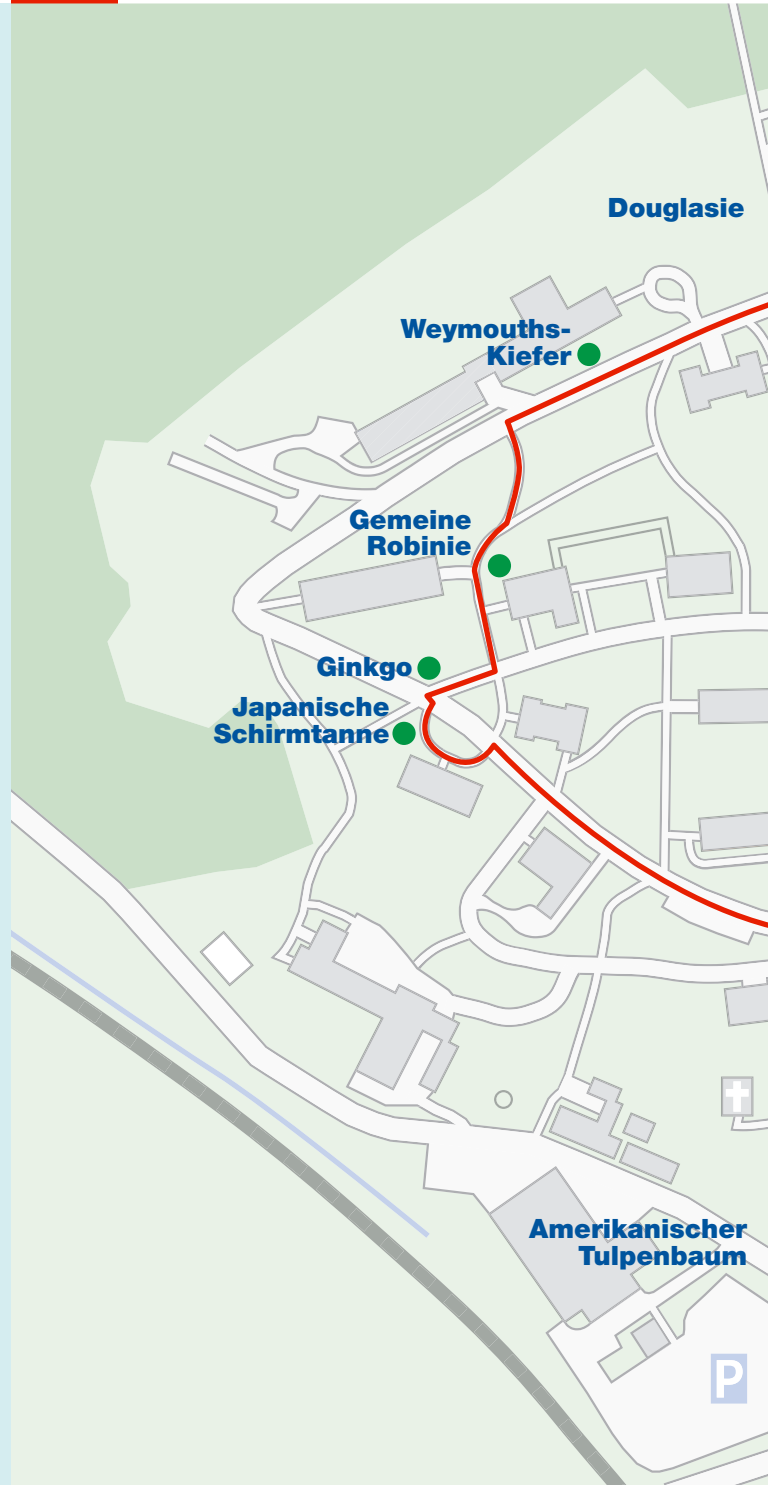 Douglasie
Weymouths-
Kiefer
Gemeine
Robinie
Ginkgo
Japanische
Schirmtanne
Amerikanischer
Tulpenbaum
P